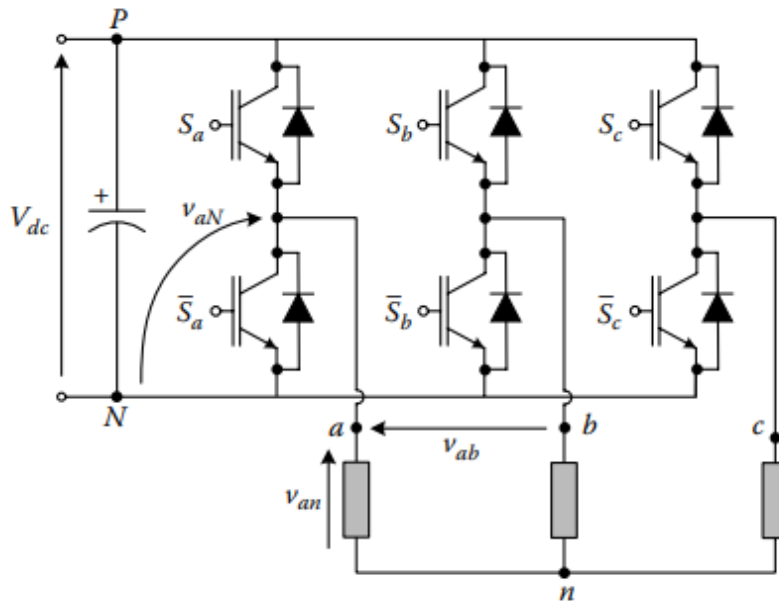 P
S_a
S_b
S_c
+
V_dc
v_aN
S̅_a
S̅_b
S̅_c
N
a
b
c
v_ab
v_an
n